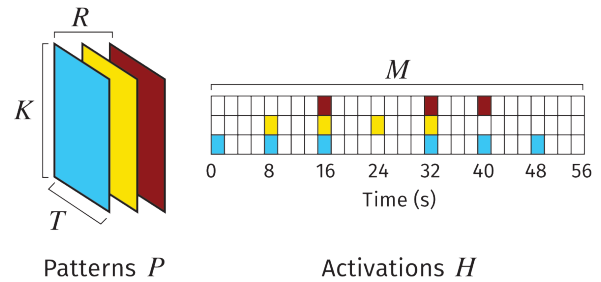 R
K
T
Patterns P
M
0 8 16 24 32 40 48 56
Time (s)
Activations H